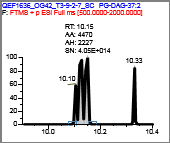 QEF1636_OG42_T3-9-2-7_SC PG-OAG-37:2
F: FTMS + p ESI Full ms [500.0000-2000.0000]
RT: 10.15
AA: 4470
AH: 2227
SN: 4.05E+014
100
80
60
40
20
0
10.10
10.33
10.0
10.2
10.4